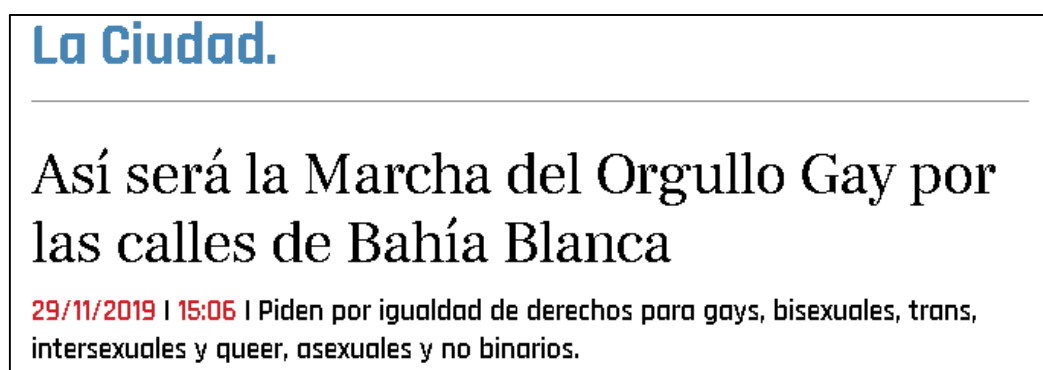 La Ciudad.
Así será la Marcha del Orgullo Gay por
las calles de Bahía Blanca
29/11/2019 | 15:06 | Piden por igualdad de derechos para gays, bisexuales, trans,
intersexuales y queer, asexuales y no binarios.